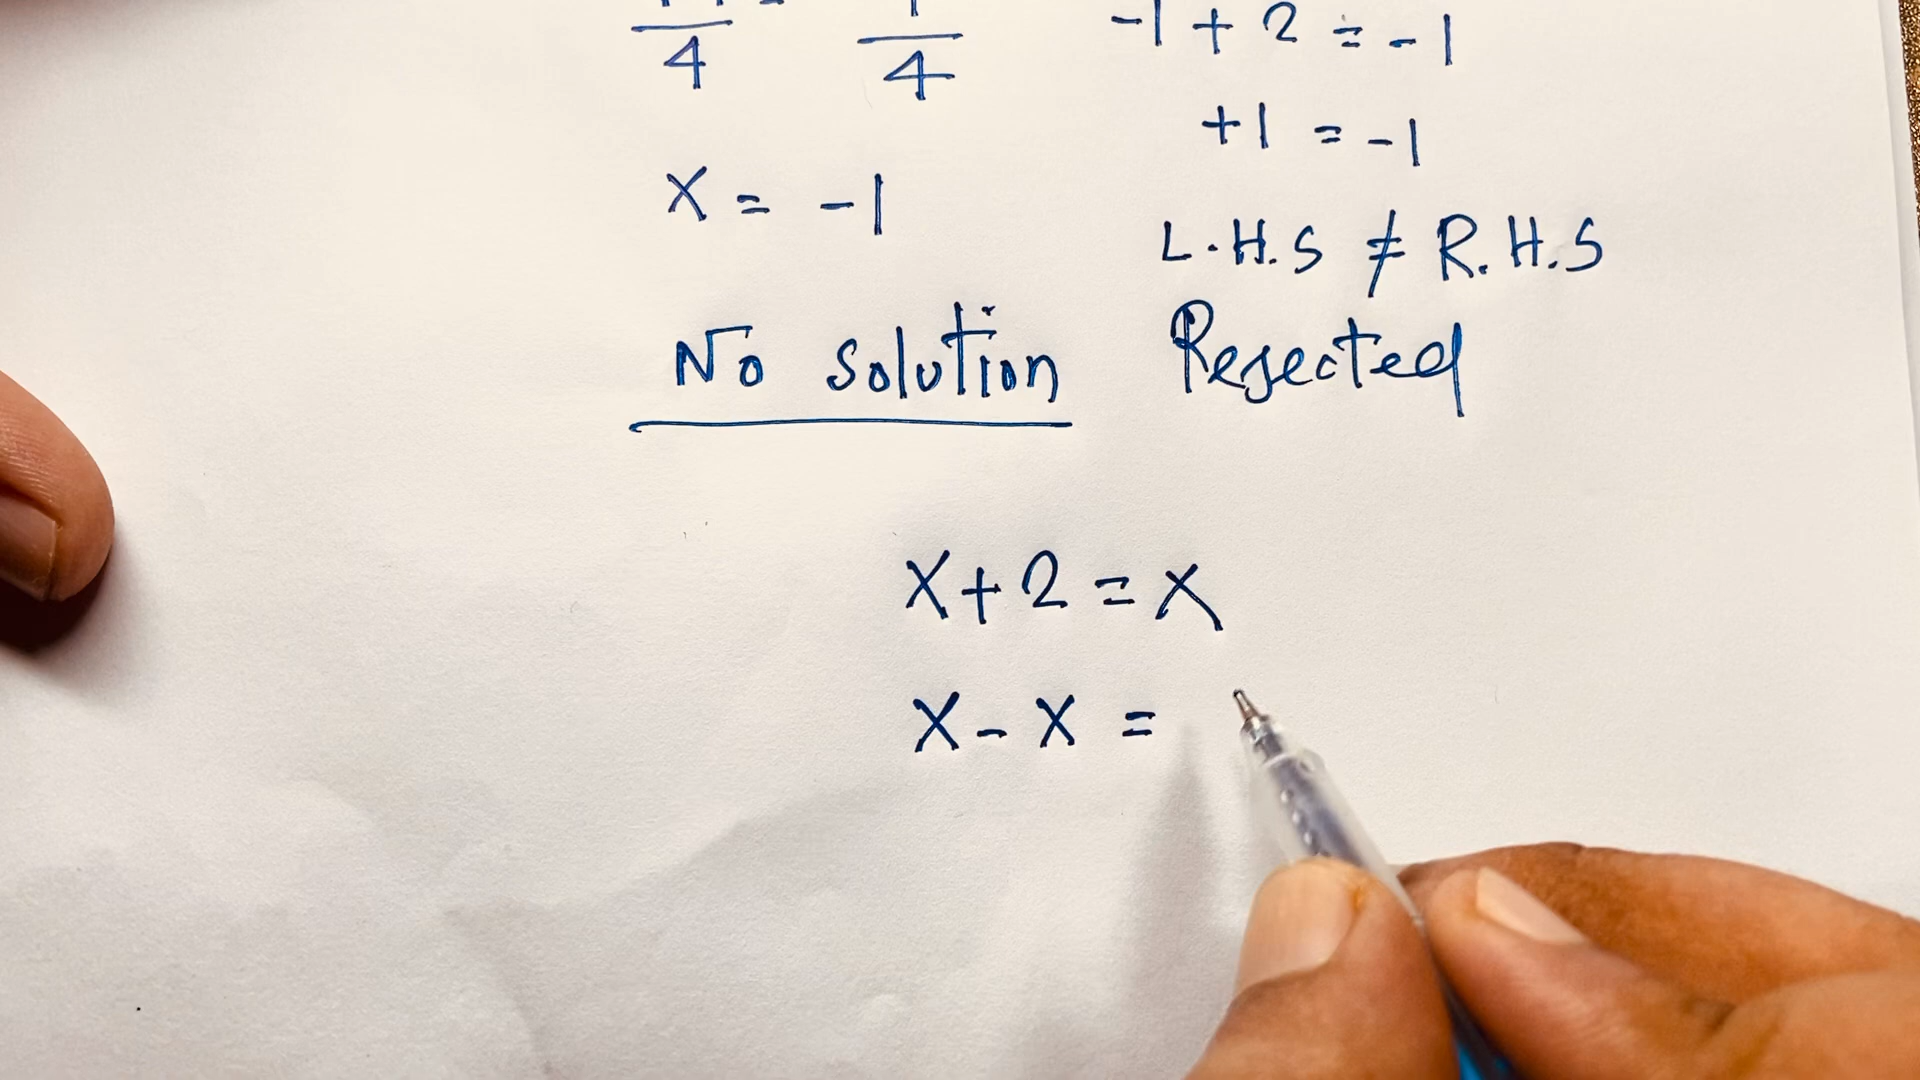 4 4
-1 + 2 = -1
+1 = -1
x = -1
L.H.S ≠ R.H.S
No solution
Rejected
x + 2 = x
x - x =